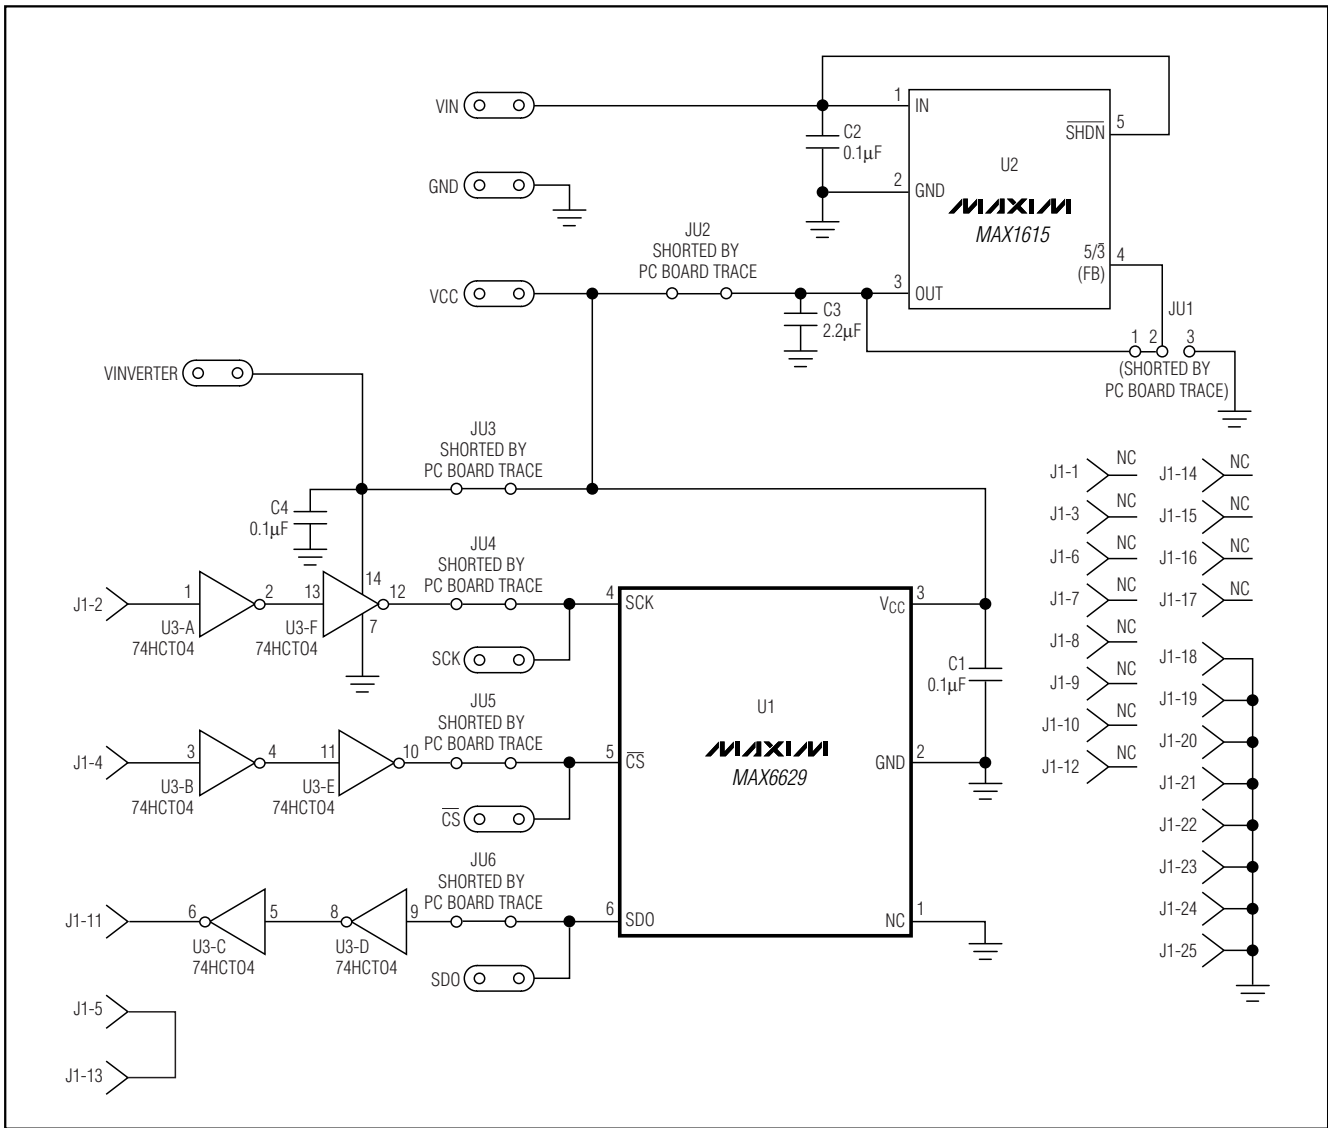 VIN
1
IN
SHDN
5
C2
0.1µF
U2
GND
2
GND
MAXIM
MAX1615
JU2
SHORTED BY
PC BOARD TRACE
5/3
(FB)
4
VCC
3
OUT
C3
2.2µF
JU1
1
2
3
(SHORTED BY
PC BOARD TRACE)
VINVERTER
JU3
SHORTED BY
PC BOARD TRACE
C4
0.1µF
JU4
SHORTED BY
PC BOARD TRACE
J1-2
1
2
13
14
12
7
U3-A
74HCT04
U3-F
74HCT04
4
SCK
VCC
3
SCK
C1
0.1µF
JU5
SHORTED BY
PC BOARD TRACE
U1
MAXIM
MAX6629
J1-4
3
4
11
10
U3-B
74HCT04
U3-E
74HCT04
5
CS
GND
2
CS
JU6
SHORTED BY
PC BOARD TRACE
J1-11
6
5
8
9
U3-C
74HCT04
U3-D
74HCT04
6
SDO
NC
1
SDO
J1-5
J1-13
J1-1 NC
J1-3 NC
J1-6 NC
J1-7 NC
J1-8 NC
J1-9 NC
J1-10 NC
J1-12 NC
J1-14 NC
J1-15 NC
J1-16 NC
J1-17 NC
J1-18
J1-19
J1-20
J1-21
J1-22
J1-23
J1-24
J1-25